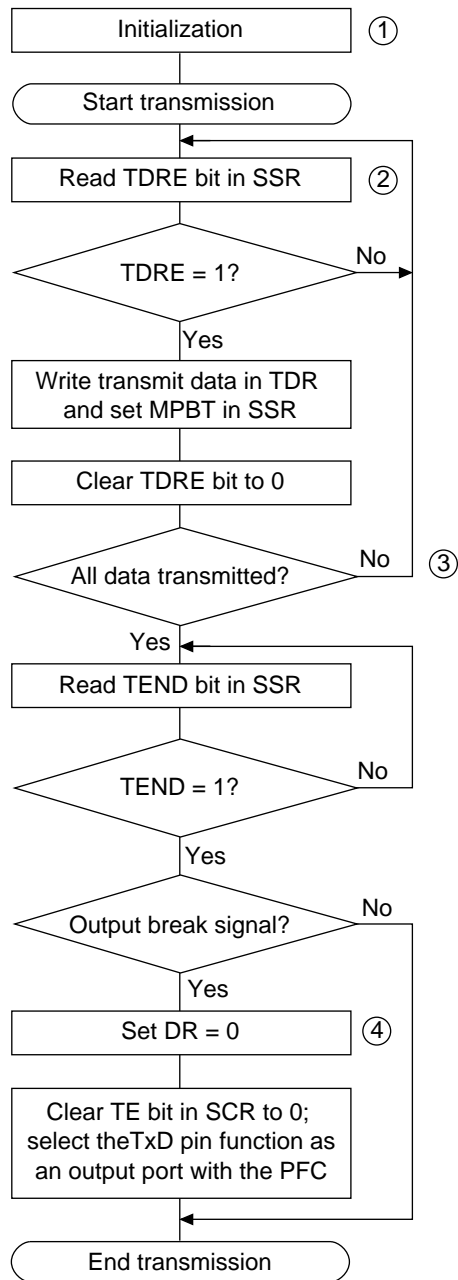 Initialization
①
Start transmission
Read TDRE bit in SSR
②
TDRE = 1?
No
Yes
Write transmit data in TDR
and set MPBT in SSR
Clear TDRE bit to 0
All data transmitted?
No
③
Yes
Read TEND bit in SSR
TEND = 1?
No
Yes
Output break signal?
No
Yes
Set DR = 0
④
Clear TE bit in SCR to 0;
select theTxD pin function as
an output port with the PFC
End transmission